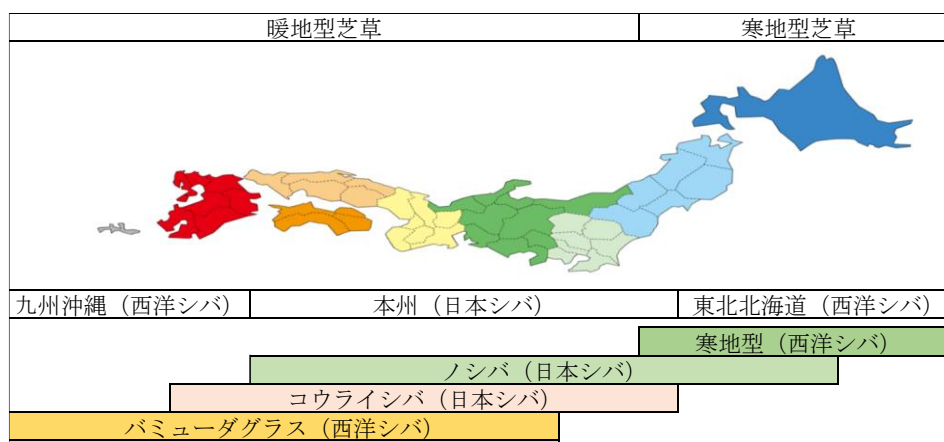 暖地型芝草 寒地型芝草
九州沖縄（西洋シバ） 本州（日本シバ） 東北北海道（西洋シバ）
寒地型（西洋シバ）
ノシバ（日本シバ）
コウライシバ（日本シバ）
バミューダグラス（西洋シバ）